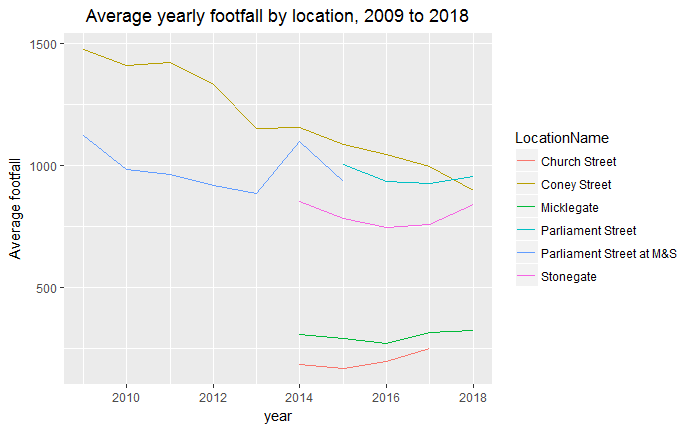 Average yearly footfall by location, 2009 to 2018
1500
1000
500
Average footfall
2010 2012 2014 2016 2018
year
LocationName
Church Street
Coney Street
Micklegate
Parliament Street
Parliament Street at M&S
Stonegate